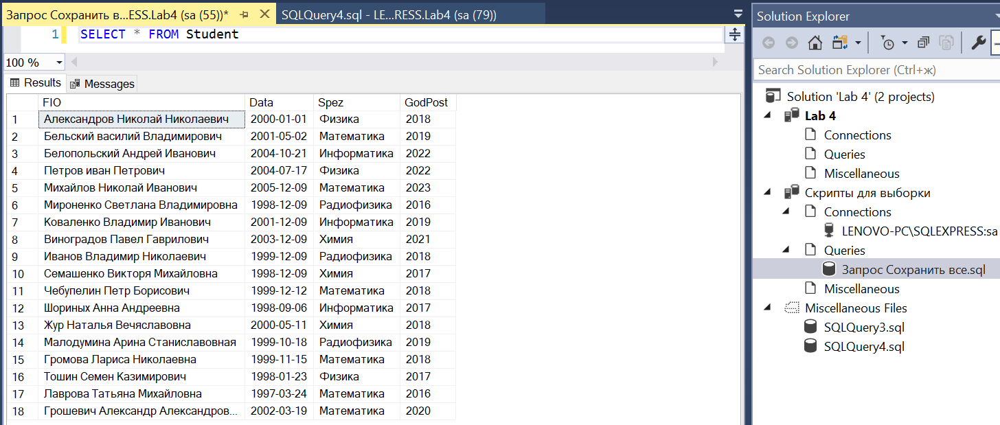 Запрос Сохранить в...ESS.Lab4 (sa (55))* SQLQuery4.sql - LE...RESS.Lab4 (sa (79))
1 SELECT * FROM Student
100 %
Results Messages
FIO Data Spez GodPost
1 Александров Николай Николаевич 2000-01-01 Физика 2018
2 Бельский василий Владимирович 2001-05-02 Математика 2019
3 Белопольский Андрей Иванович 2004-10-21 Информатика 2022
4 Петров иван Петрович 2004-07-17 Физика 2022
5 Михайлов Николай Иванович 2005-12-09 Математика 2023
6 Мироненко Светлана Владимировна 1998-12-09 Радиофизика 2016
7 Коваленко Владимир Иванович 2001-12-09 Информатика 2019
8 Виноградов Павел Гаврилович 2003-12-09 Химия 2021
9 Иванов Владимир Николаевич 1999-12-09 Радиофизика 2018
10 Семашенко Викторя Михайловна 1998-12-09 Химия 2017
11 Чебупелин Петр Борисович 1999-12-12 Математика 2018
12 Шориных Анна Андреевна 1998-09-06 Информатика 2017
13 Жур Наталья Вечяславовна 2000-05-11 Химия 2018
14 Малодумина Арина Станиславовная 1999-10-18 Радиофизика 2019
15 Громова Лариса Николаевна 1999-11-15 Математика 2018
16 Тошин Семен Казимирович 1998-01-23 Физика 2017
17 Лаврова Татьяна Михайловна 1997-03-24 Математика 2016
18 Грошевич Александр Александров... 2002-03-19 Математика 2020
Solution Explorer
Search Solution Explorer (Ctrl+ж)
Solution 'Lab 4' (2 projects)
Lab 4
Connections
Queries
Miscellaneous
Скрипты для выборки
Connections
LENOVO-PC\SQLEXPRESS:sa
Queries
Запрос Сохранить все.sql
Miscellaneous
Miscellaneous Files
SQLQuery3.sql
SQLQuery4.sql